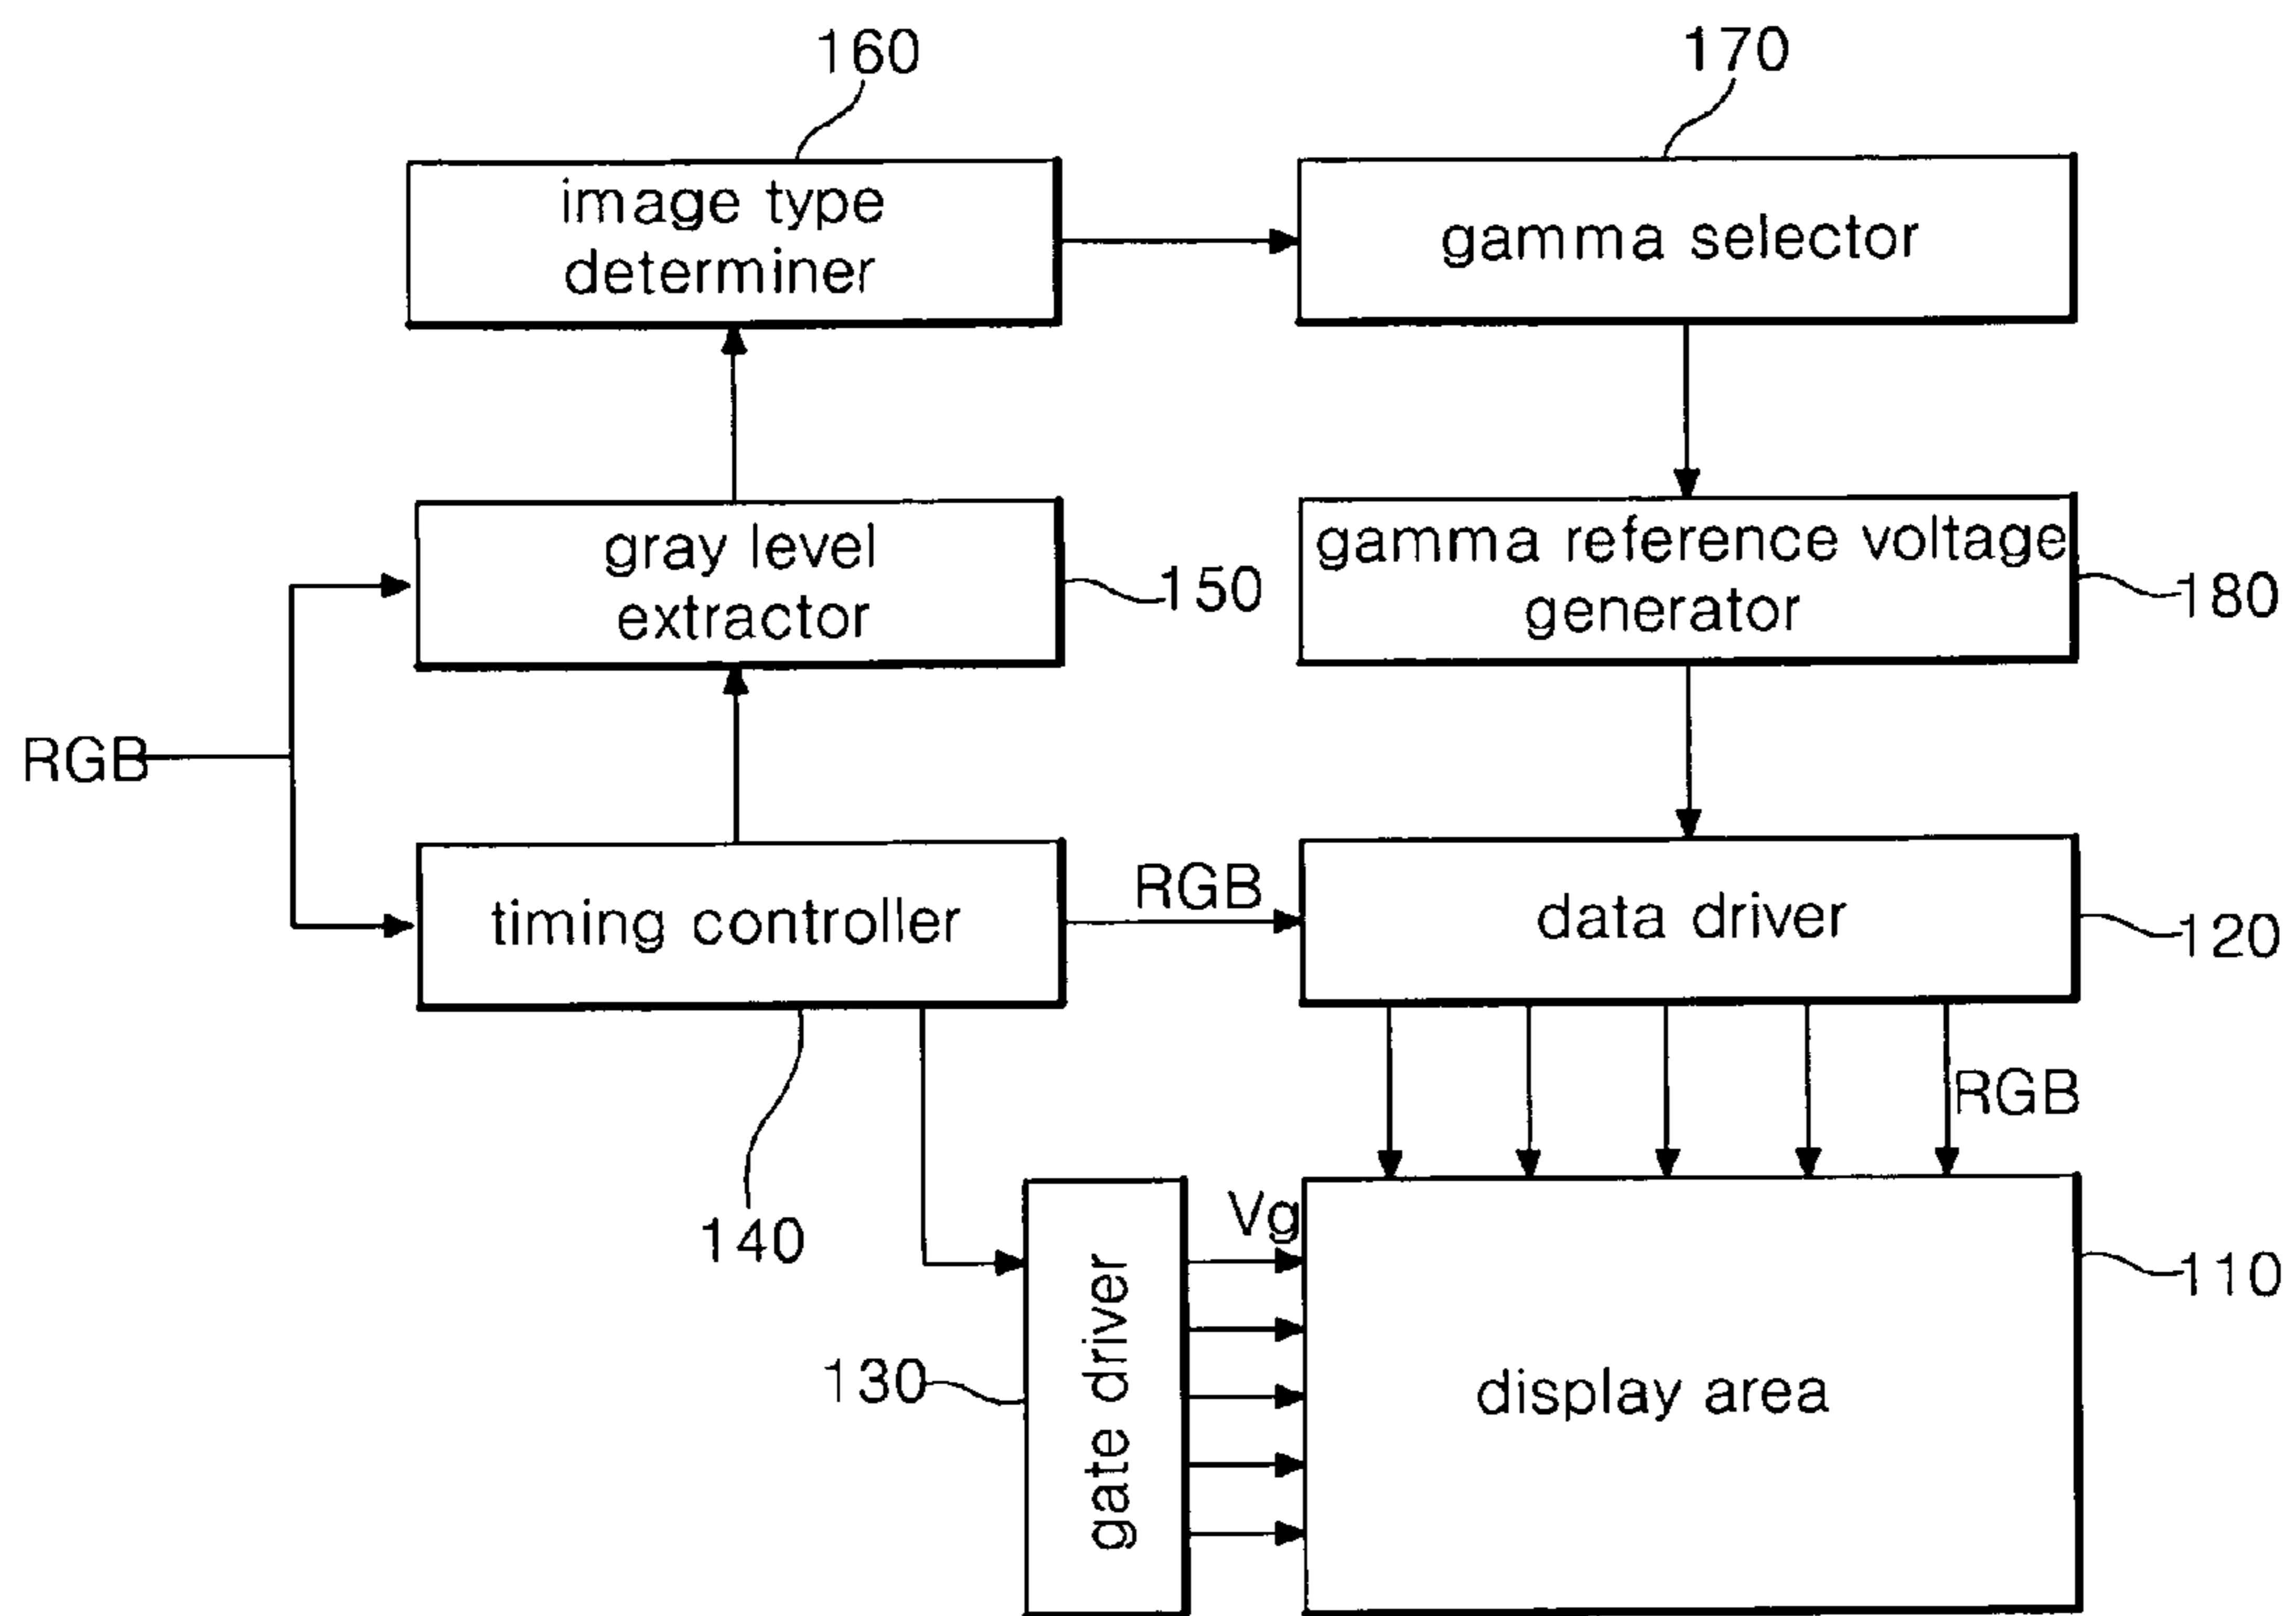 160
170
image type
determiner
gamma selector
gray level
extractor
150
gamma reference voltage
generator
180
RGB
timing controller
RGB
data driver
120
RGB
140
Vg
110
130
gate driver
display area